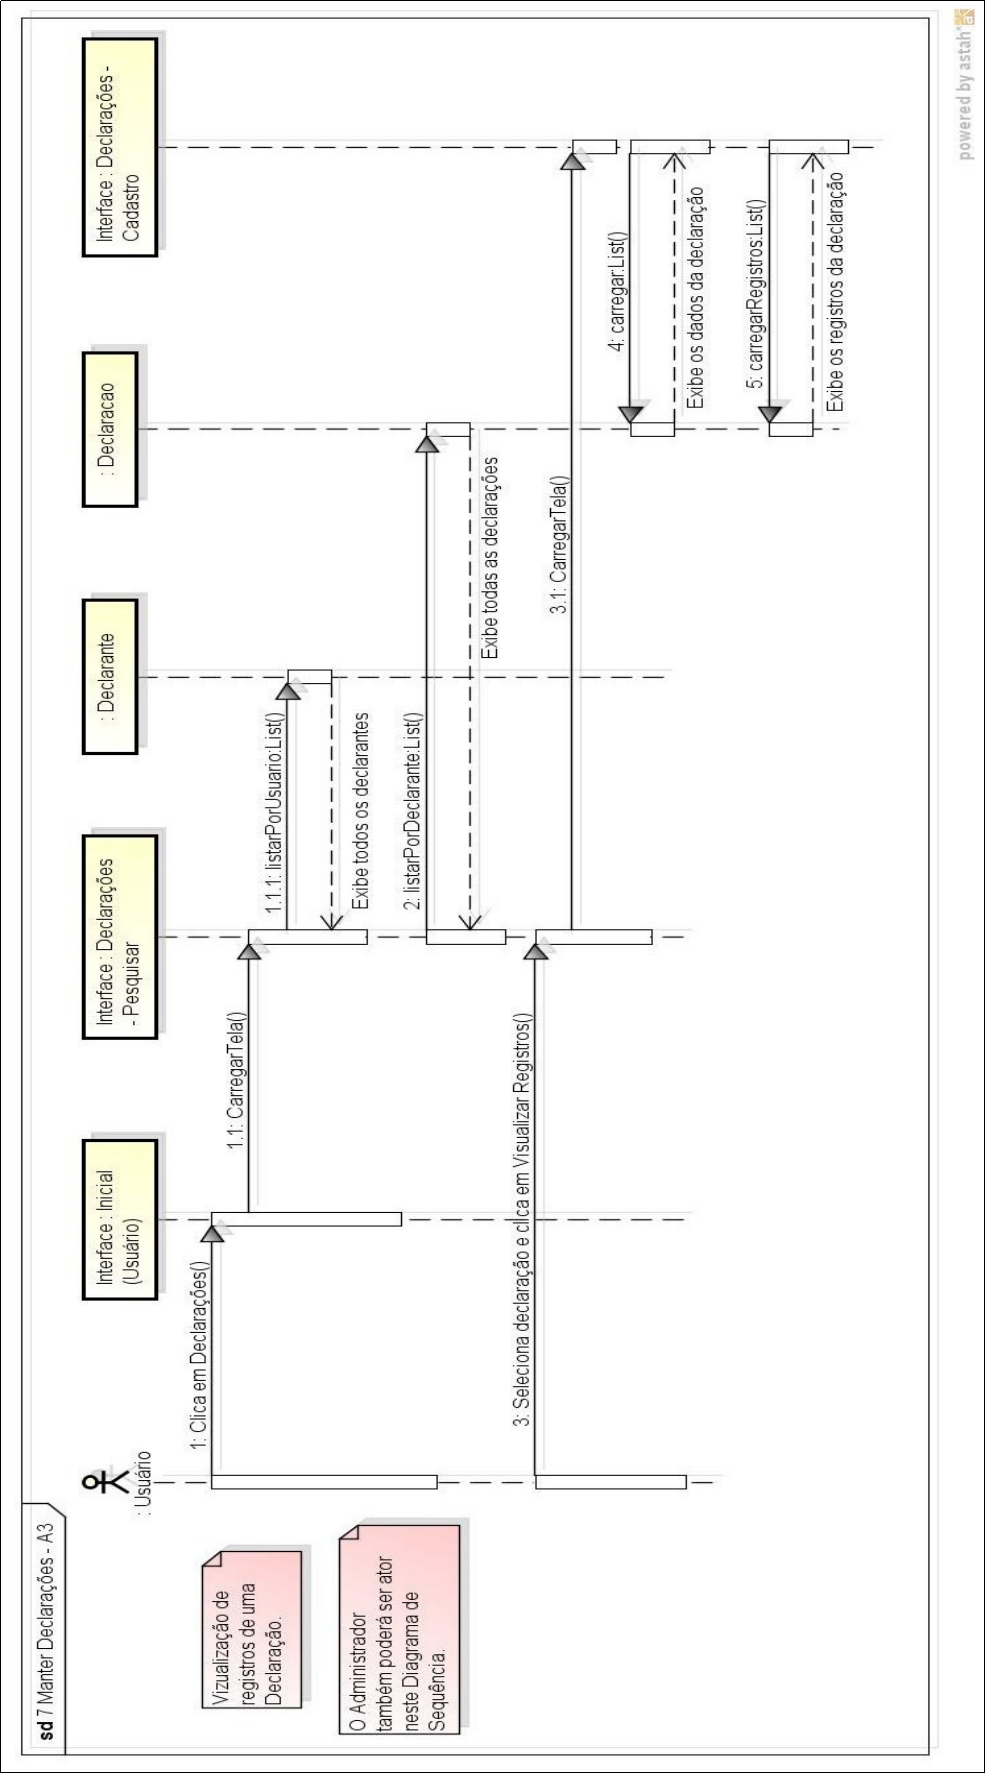 sd 7 Manter Declarações - A3
Vizualização de
registros de uma
Declaração.
O Administrador
também poderá ser ator
neste Diagrama de
Sequência.
: Usuário
Interface : Inicial
(Usuário)
Interface : Declarações
- Pesquisar
: Declarante
: Declaracao
Interface : Declarações -
Cadastro
1: Clica em Declarações()
1.1: CarregarTela()
1.1.1: listarPorUsuario:List()
Exibe todos os declarantes
2: listarPorDeclarante:List()
Exibe todas as declarações
3: Seleciona declaração e clica em Visualizar Registros()
3.1: CarregarTela()
4: carregar:List()
Exibe os dados da declaração
5: carregarRegistros:List()
Exibe os registros da declaração
powered by astah*